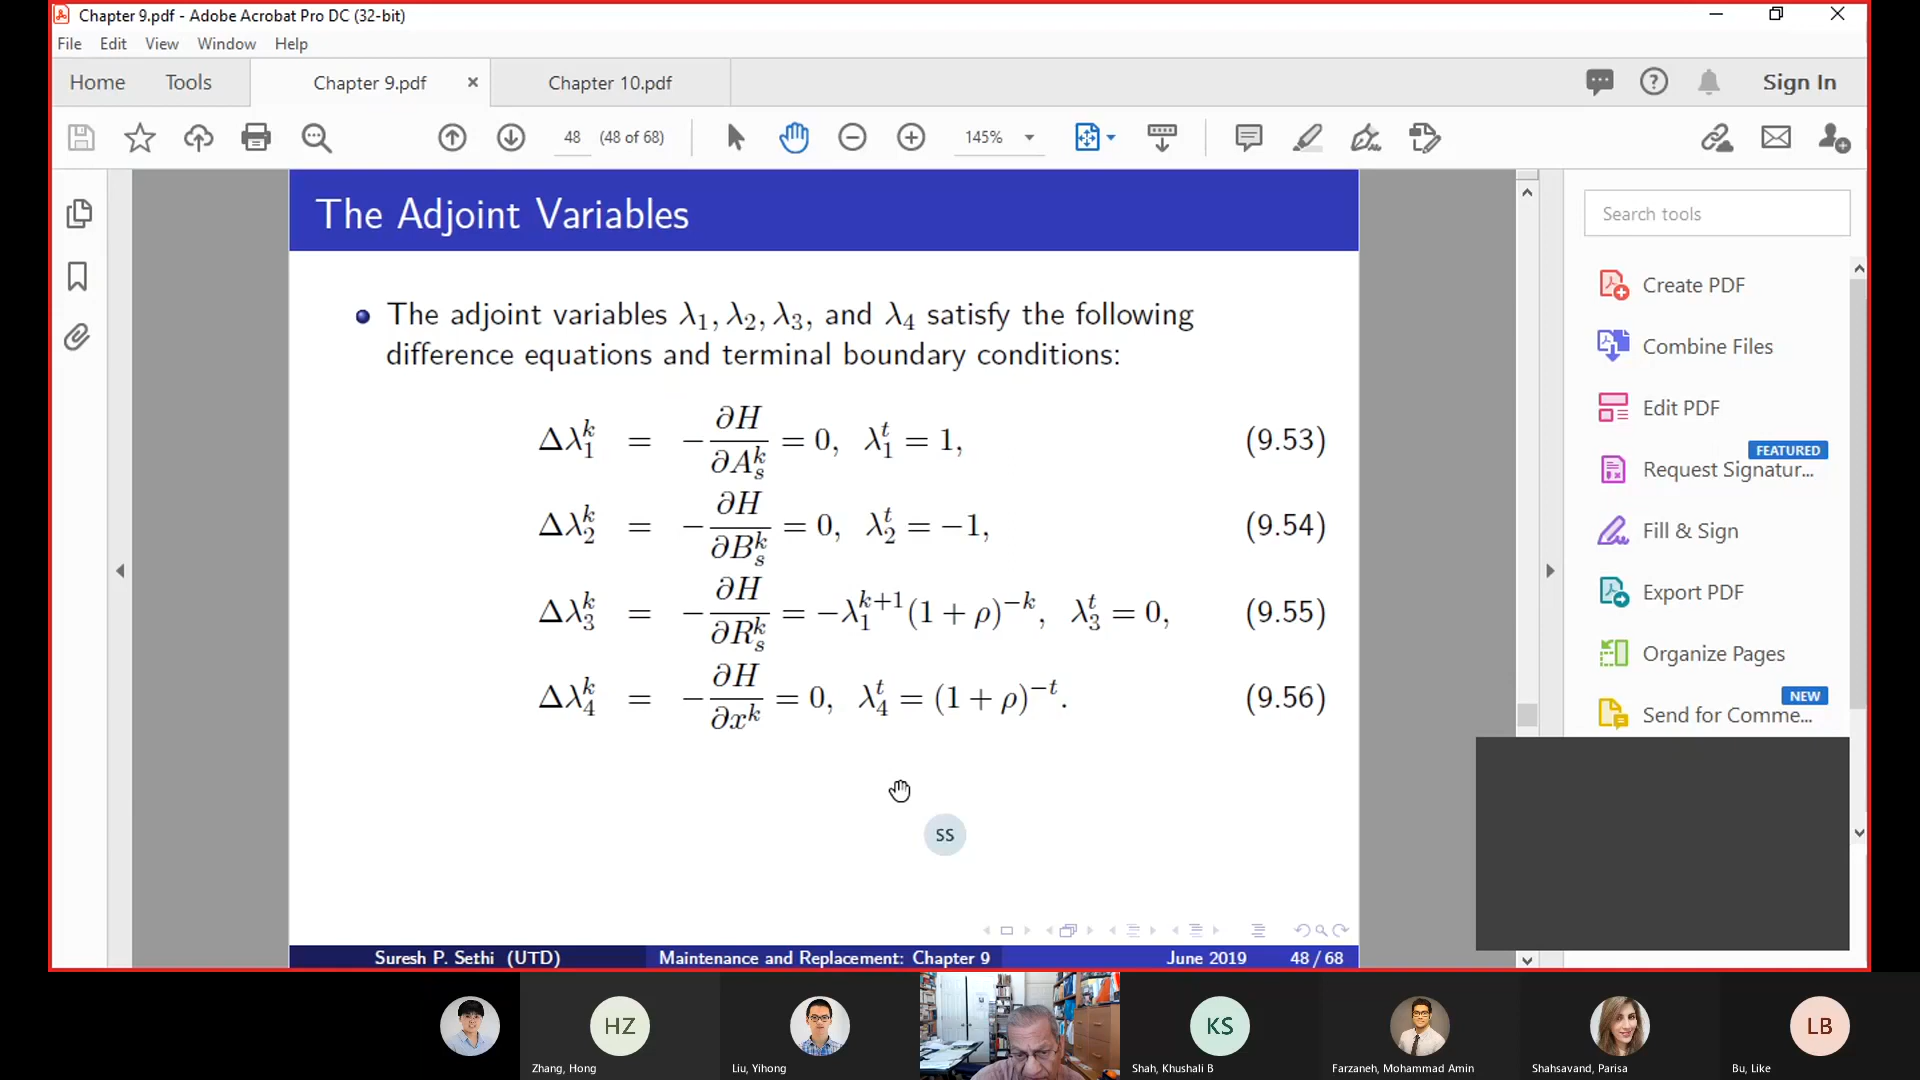 Chapter 9.pdf - Adobe Acrobat Pro DC (32-bit)
File Edit View Window Help
Home Tools Chapter 9.pdf × Chapter 10.pdf Sign In
48 (48 of 68) 145%
The Adjoint Variables
Search tools
The adjoint variables λ₁, λ₂, λ₃, and λ₄ satisfy the following
difference equations and terminal boundary conditions:
Δλ₁ᵏ = −∂H/∂Aₛᵏ = 0, λ₁ᵗ = 1, (9.53)
Δλ₂ᵏ = −∂H/∂Bₛᵏ = 0, λ₂ᵗ = −1, (9.54)
Δλ₃ᵏ = −∂H/∂Rₛᵏ = −λ₁ᵏ⁺¹(1 + ρ)⁻ᵏ, λ₃ᵗ = 0, (9.55)
Δλ₄ᵏ = −∂H/∂xᵏ = 0, λ₄ᵗ = (1 + ρ)⁻ᵗ. (9.56)
Create PDF
Combine Files
Edit PDF
FEATURED
Request Signatur...
Fill & Sign
Export PDF
Organize Pages
NEW
Send for Comme...
SS
Suresh P. Sethi (UTD) Maintenance and Replacement: Chapter 9 June 2019 48 / 68
HZ KS LB
Zhang, Hong Liu, Yihong Shah, Khushali B Farzaneh, Mohammad Amin Shahsavand, Parisa Bu, Like